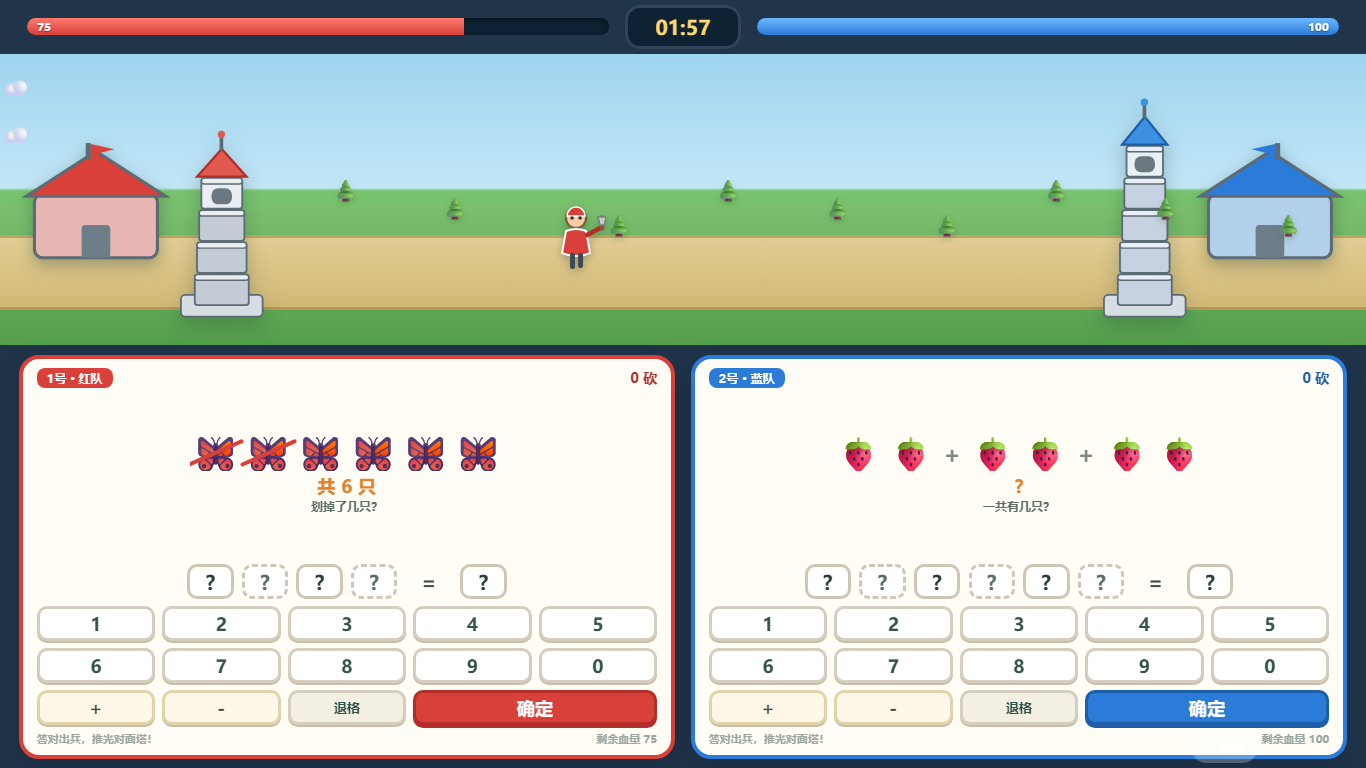 75
01:57
100
1号·红队
0 砍
共 6 只
划掉了几只?
? ? ? ? = ?
1 2 3 4 5
6 7 8 9 0
+ - 退格 确定
答对出兵，推光对面塔!
剩余血量 75
2号·蓝队
0 砍
+ +
?
一共有几只?
? ? ? ? ? ? = ?
1 2 3 4 5
6 7 8 9 0
+ - 退格 确定
答对出兵，推光对面塔!
剩余血量 100